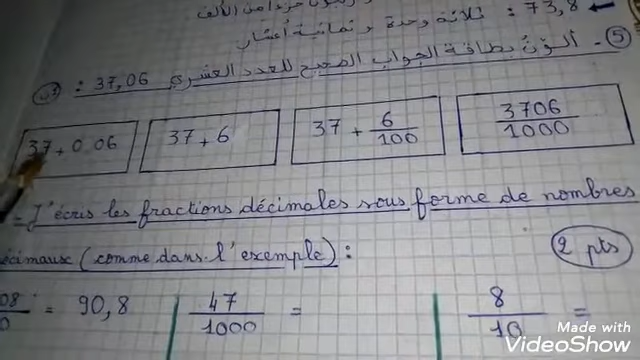 73,8 : ثلاثة وحدة وثمانية أعشار
5 - ألون بطاقة الجواب الصحيح للعدد العشري 37,06 :
37 + 0.06   37 + 6   37 + 6/100   3706/1000
= J'écris les fractions décimales sous forme de nombres
décimaux (comme dans l'exemple) : 2 pts
= 90,8   47/1000 =   8/10 =
Made with
VideoShow